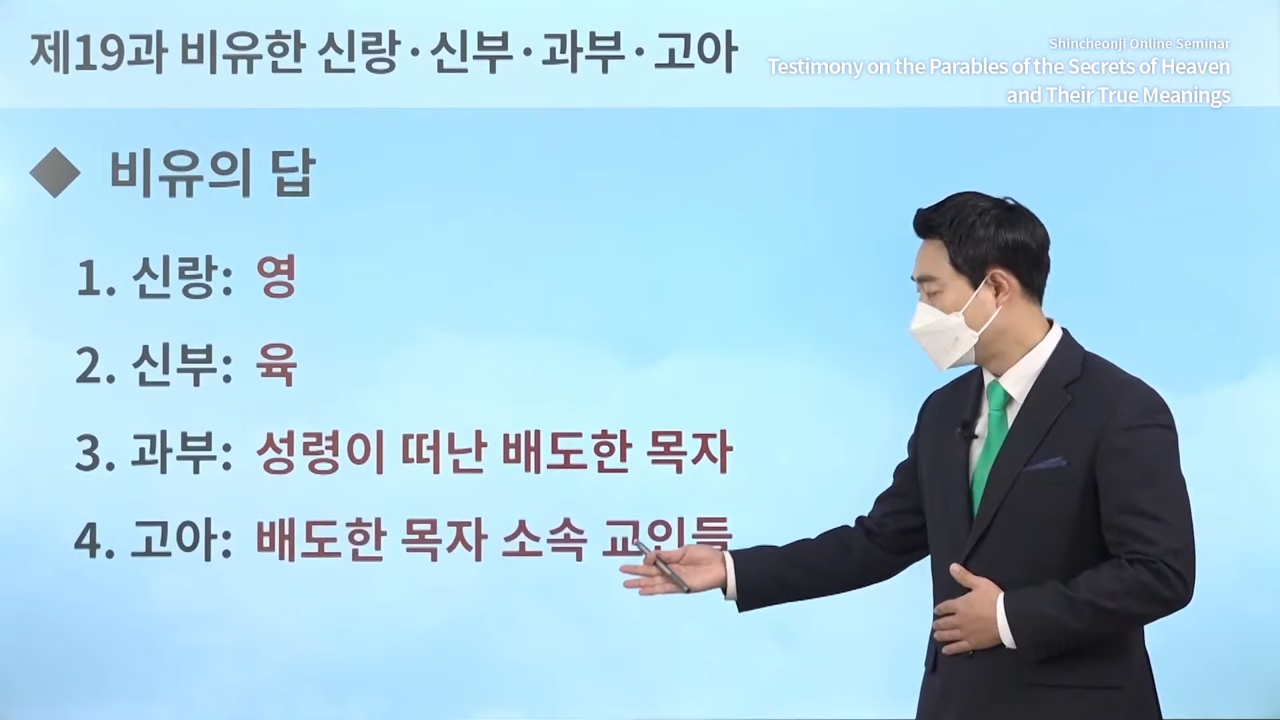 제19과 비유한 신랑·신부·과부·고아
Shincheonji Online Seminar
Testimony on the Parables of the Secrets of Heaven
and Their True Meanings
◆ 비유의 답
1. 신랑: 영
2. 신부: 육
3. 과부: 성령이 떠난 배도한 목자
4. 고아: 배도한 목자 소속 교인들